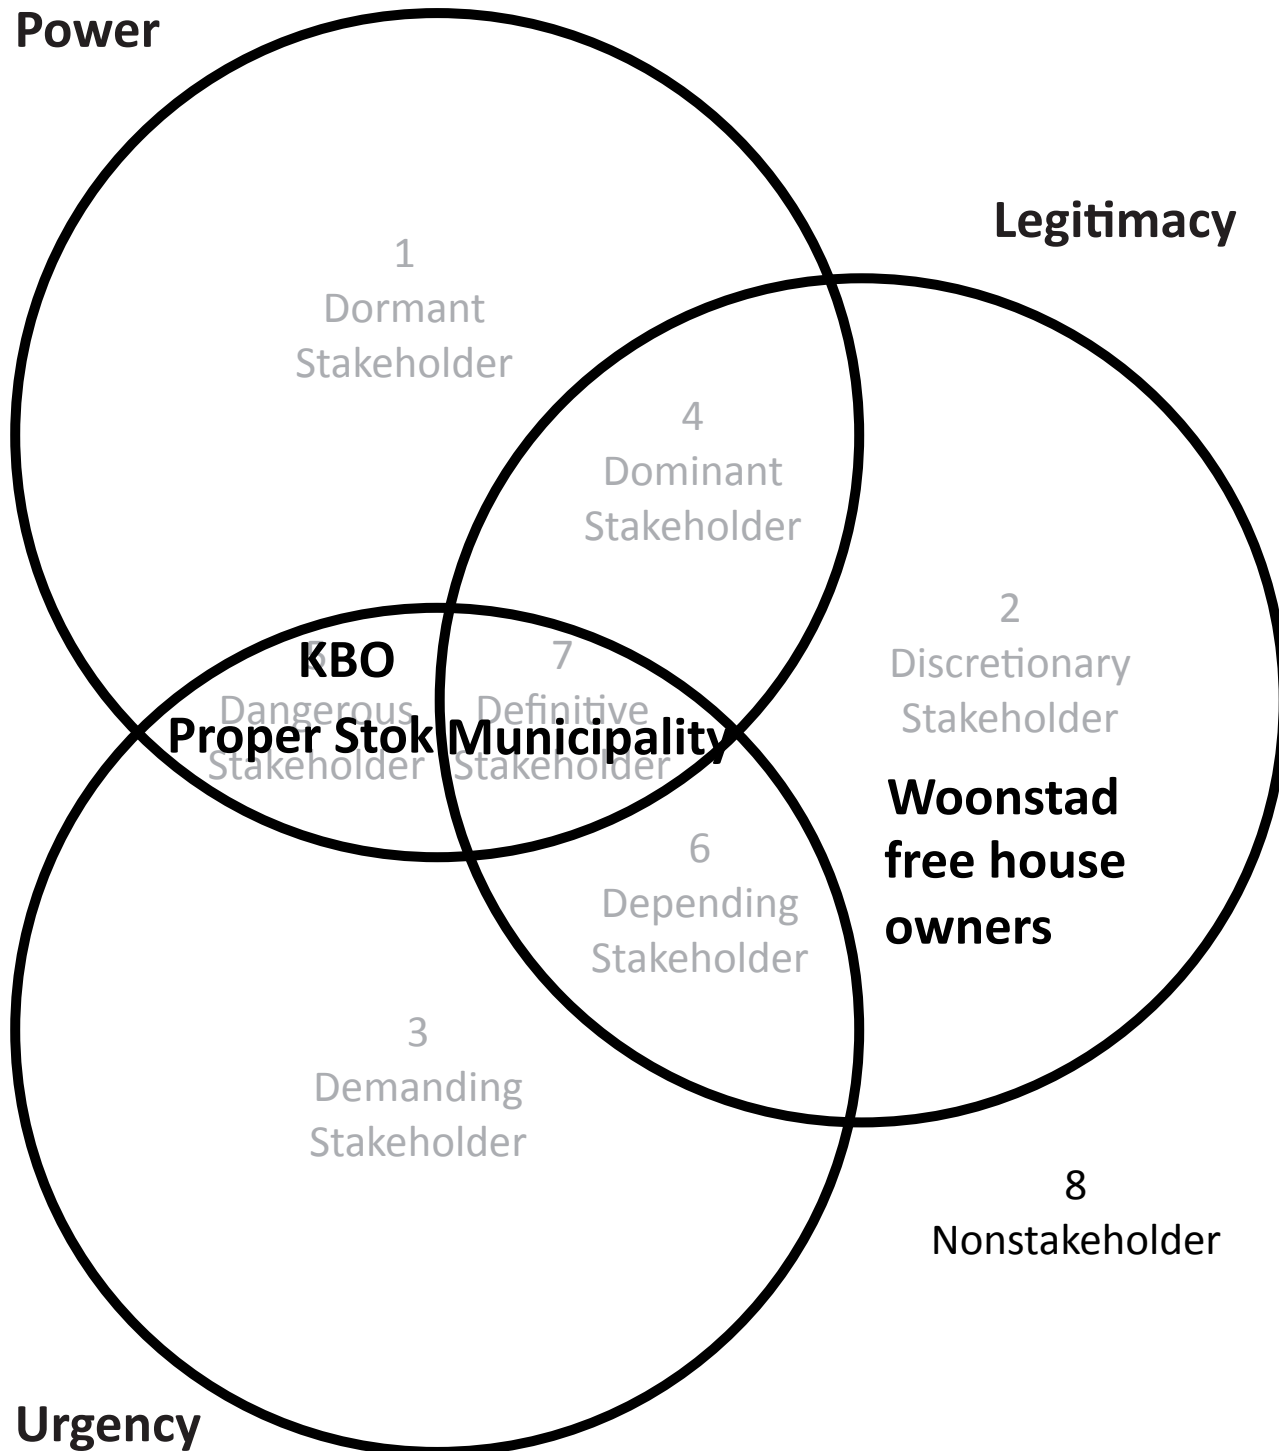 Power
Legitimacy
1
Dormant
Stakeholder
4
Dominant
Stakeholder
2
Discretionary
Stakeholder
5
Dangerous
Stakeholder
KBO
Proper Stok
7
Definitive
Stakeholder
Municipality
Woonstad
free house
owners
6
Depending
Stakeholder
3
Demanding
Stakeholder
8
Nonstakeholder
Urgency